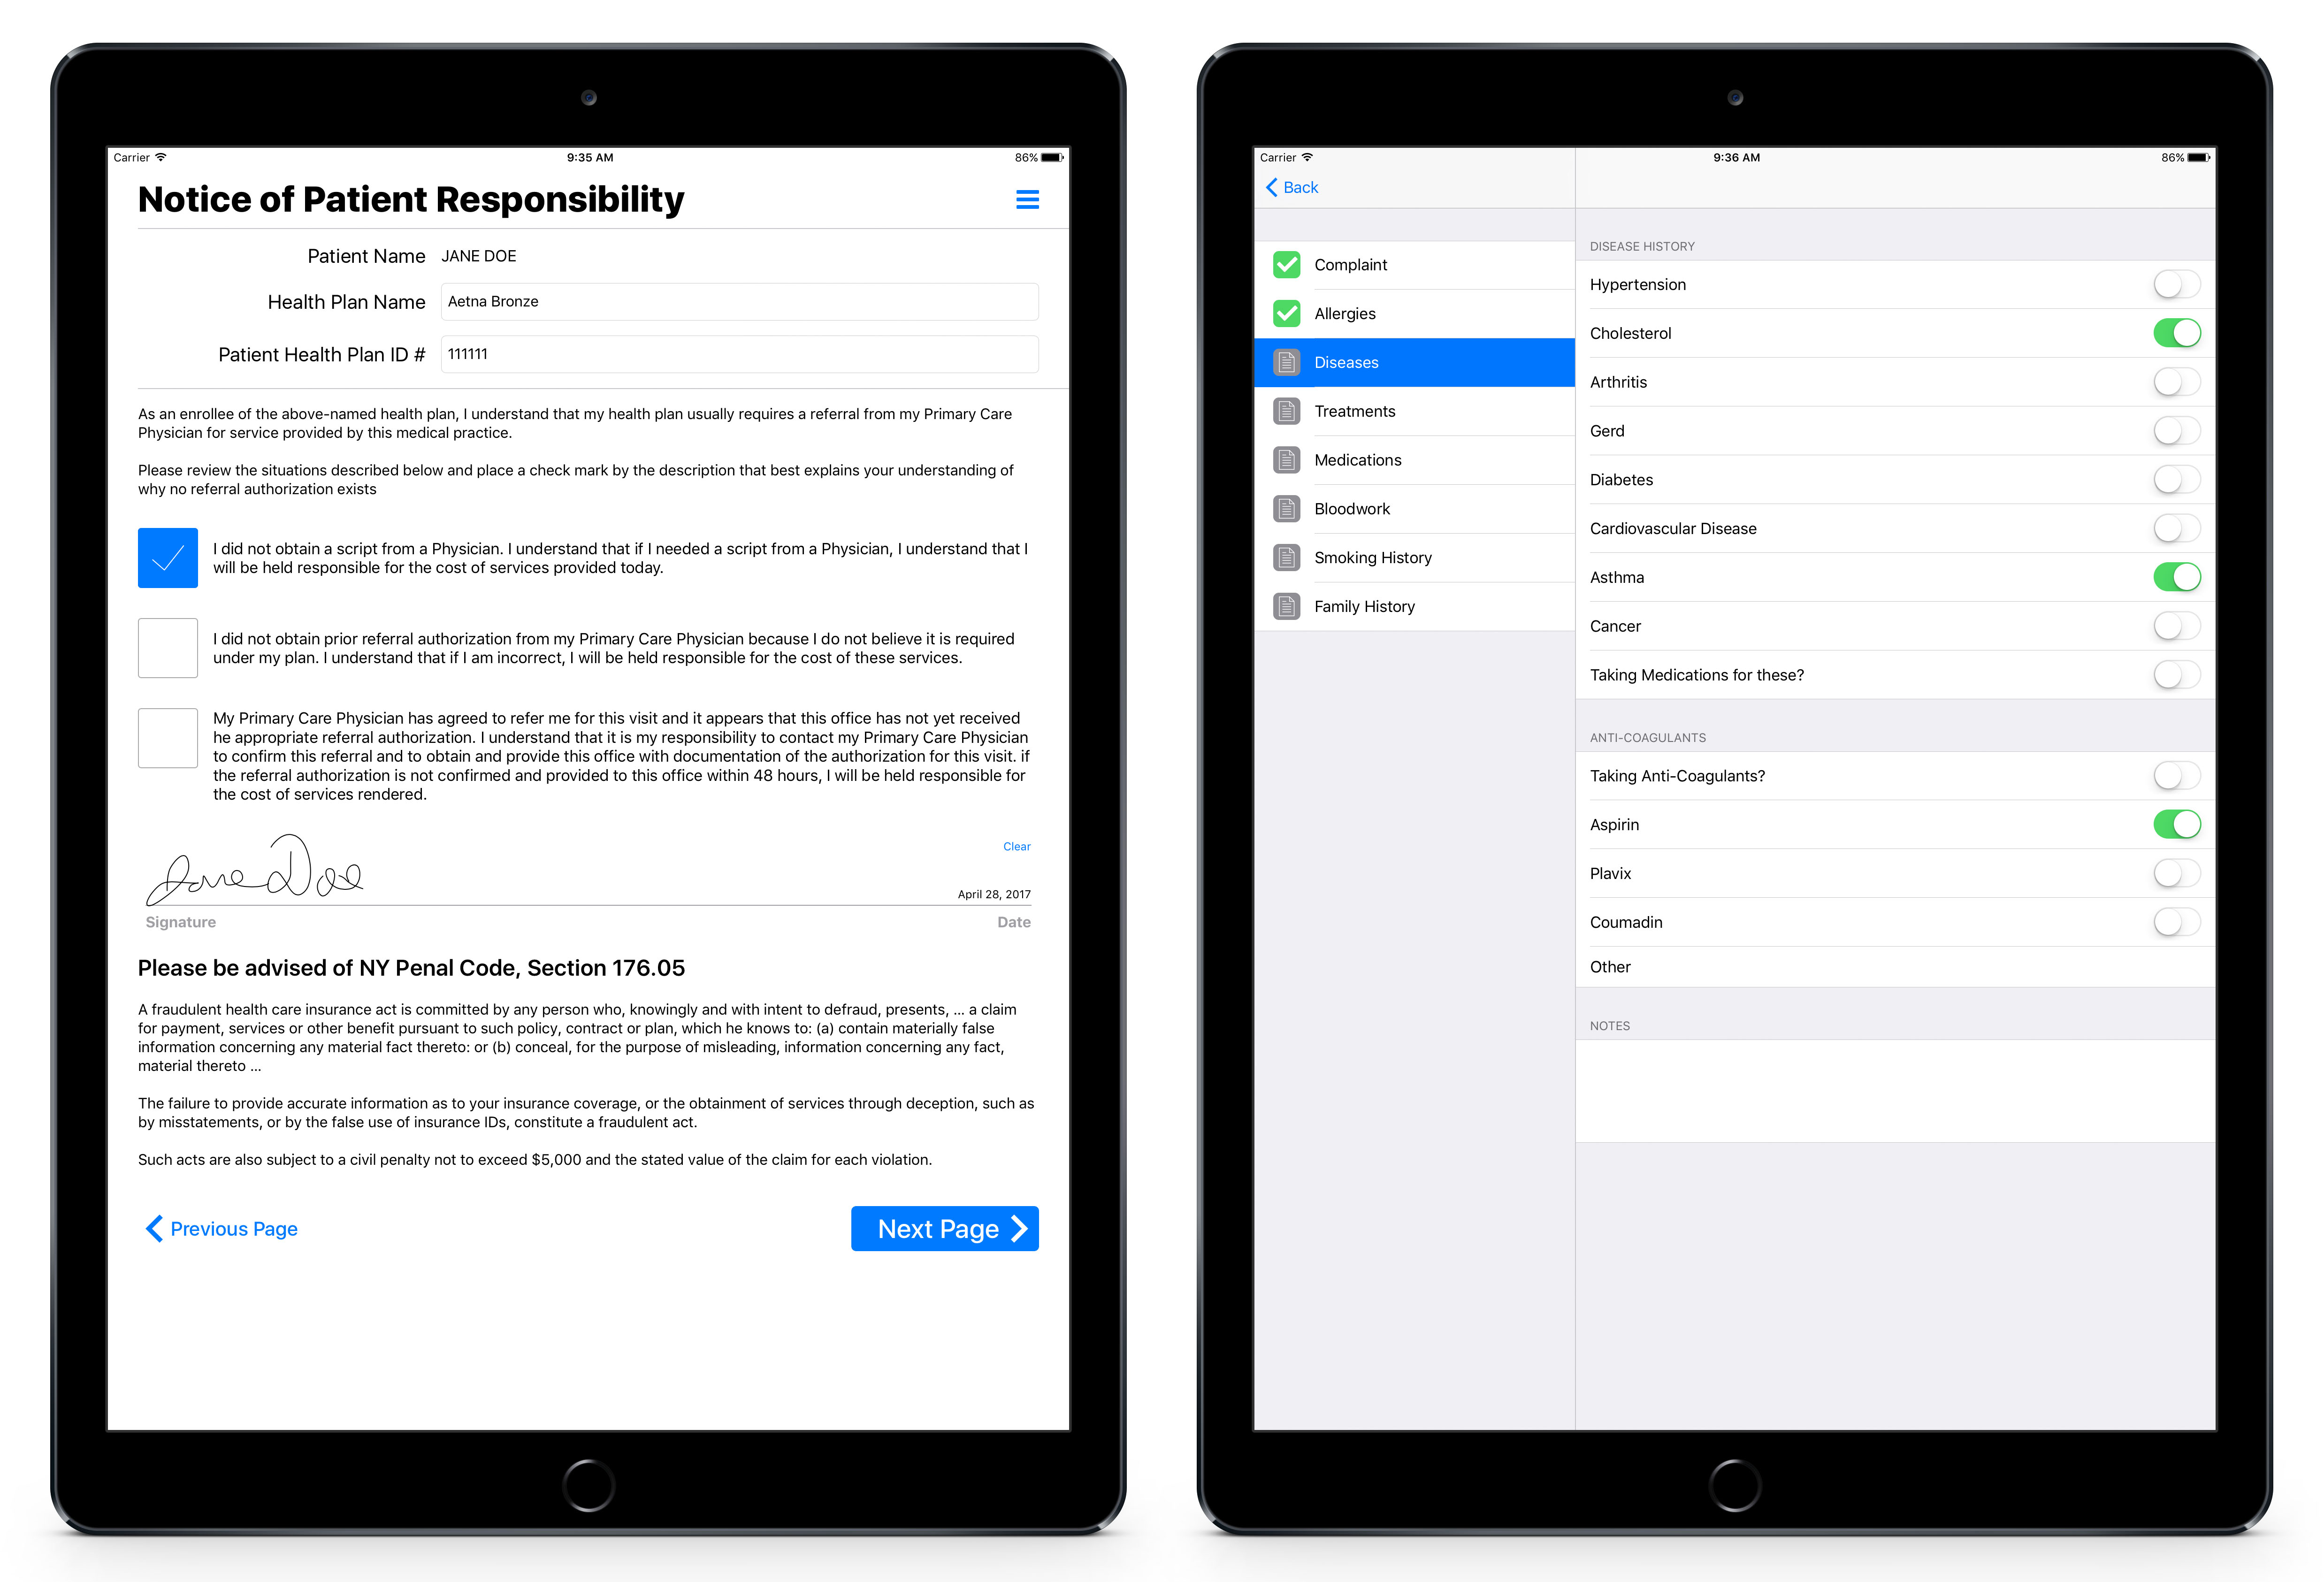 Carrier
9:35 AM
86%
Notice of Patient Responsibility
Patient Name JANE DOE
Health Plan Name Aetna Bronze
Patient Health Plan ID # 111111
As an enrollee of the above-named health plan, I understand that my health plan usually requires a referral from my Primary Care
Physician for service provided by this medical practice.
Please review the situations described below and place a check mark by the description that best explains your understanding of
why no referral authorization exists
I did not obtain a script from a Physician. I understand that if I needed a script from a Physician, I understand that I
will be held responsible for the cost of services provided today.
I did not obtain prior referral authorization from my Primary Care Physician because I do not believe it is required
under my plan. I understand that if I am incorrect, I will be held responsible for the cost of these services.
My Primary Care Physician has agreed to refer me for this visit and it appears that this office has not yet received
he appropriate referral authorization. I understand that it is my responsibility to contact my Primary Care Physician
to confirm this referral and to obtain and provide this office with documentation of the authorization for this visit. if
the referral authorization is not confirmed and provided to this office within 48 hours, I will be held responsible for
the cost of services rendered.
Clear
Jane Doe
April 28, 2017
Signature
Date
Please be advised of NY Penal Code, Section 176.05
A fraudulent health care insurance act is committed by any person who, knowingly and with intent to defraud, presents, ... a claim
for payment, services or other benefit pursuant to such policy, contract or plan, which he knows to: (a) contain materially false
information concerning any material fact thereto: or (b) conceal, for the purpose of misleading, information concerning any fact,
material thereto ...
The failure to provide accurate information as to your insurance coverage, or the obtainment of services through deception, such as
by misstatements, or by the false use of insurance IDs, constitute a fraudulent act.
Such acts are also subject to a civil penalty not to exceed $5,000 and the stated value of the claim for each violation.
Previous Page
Next Page
Carrier
9:36 AM
86%
Back
Complaint
Allergies
Diseases
Treatments
Medications
Bloodwork
Smoking History
Family History
DISEASE HISTORY
Hypertension
Cholesterol
Arthritis
Gerd
Diabetes
Cardiovascular Disease
Asthma
Cancer
Taking Medications for these?
ANTI-COAGULANTS
Taking Anti-Coagulants?
Aspirin
Plavix
Coumadin
Other
NOTES